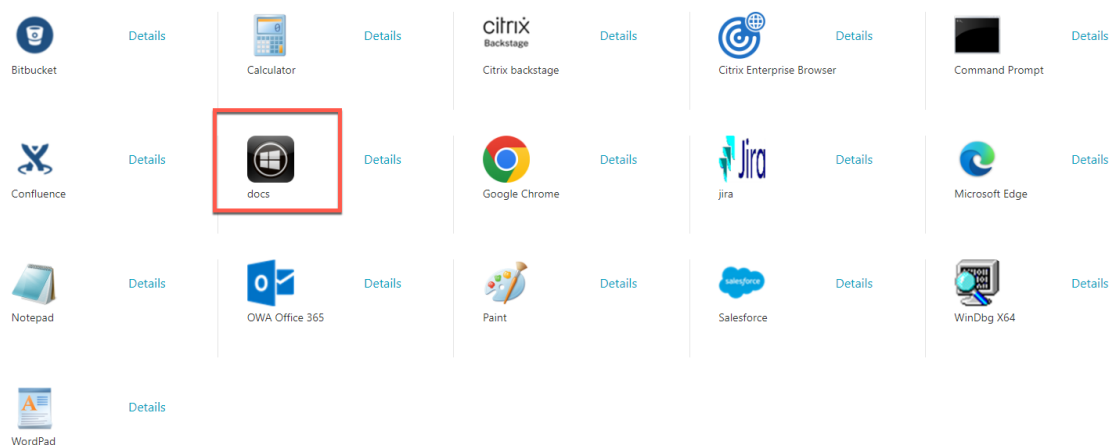 Details
Details
citrix
Backstage
Details
Details
Details
Bitbucket
Calculator
Citrix backstage
Citrix Enterprise Browser
Command Prompt
Details
Details
Details
Jira
Details
Details
Confluence
docs
Google Chrome
jira
Microsoft Edge
Details
Details
Details
salesforce
Details
Details
Notepad
OWA Office 365
Paint
Salesforce
WinDbg X64
Details
WordPad